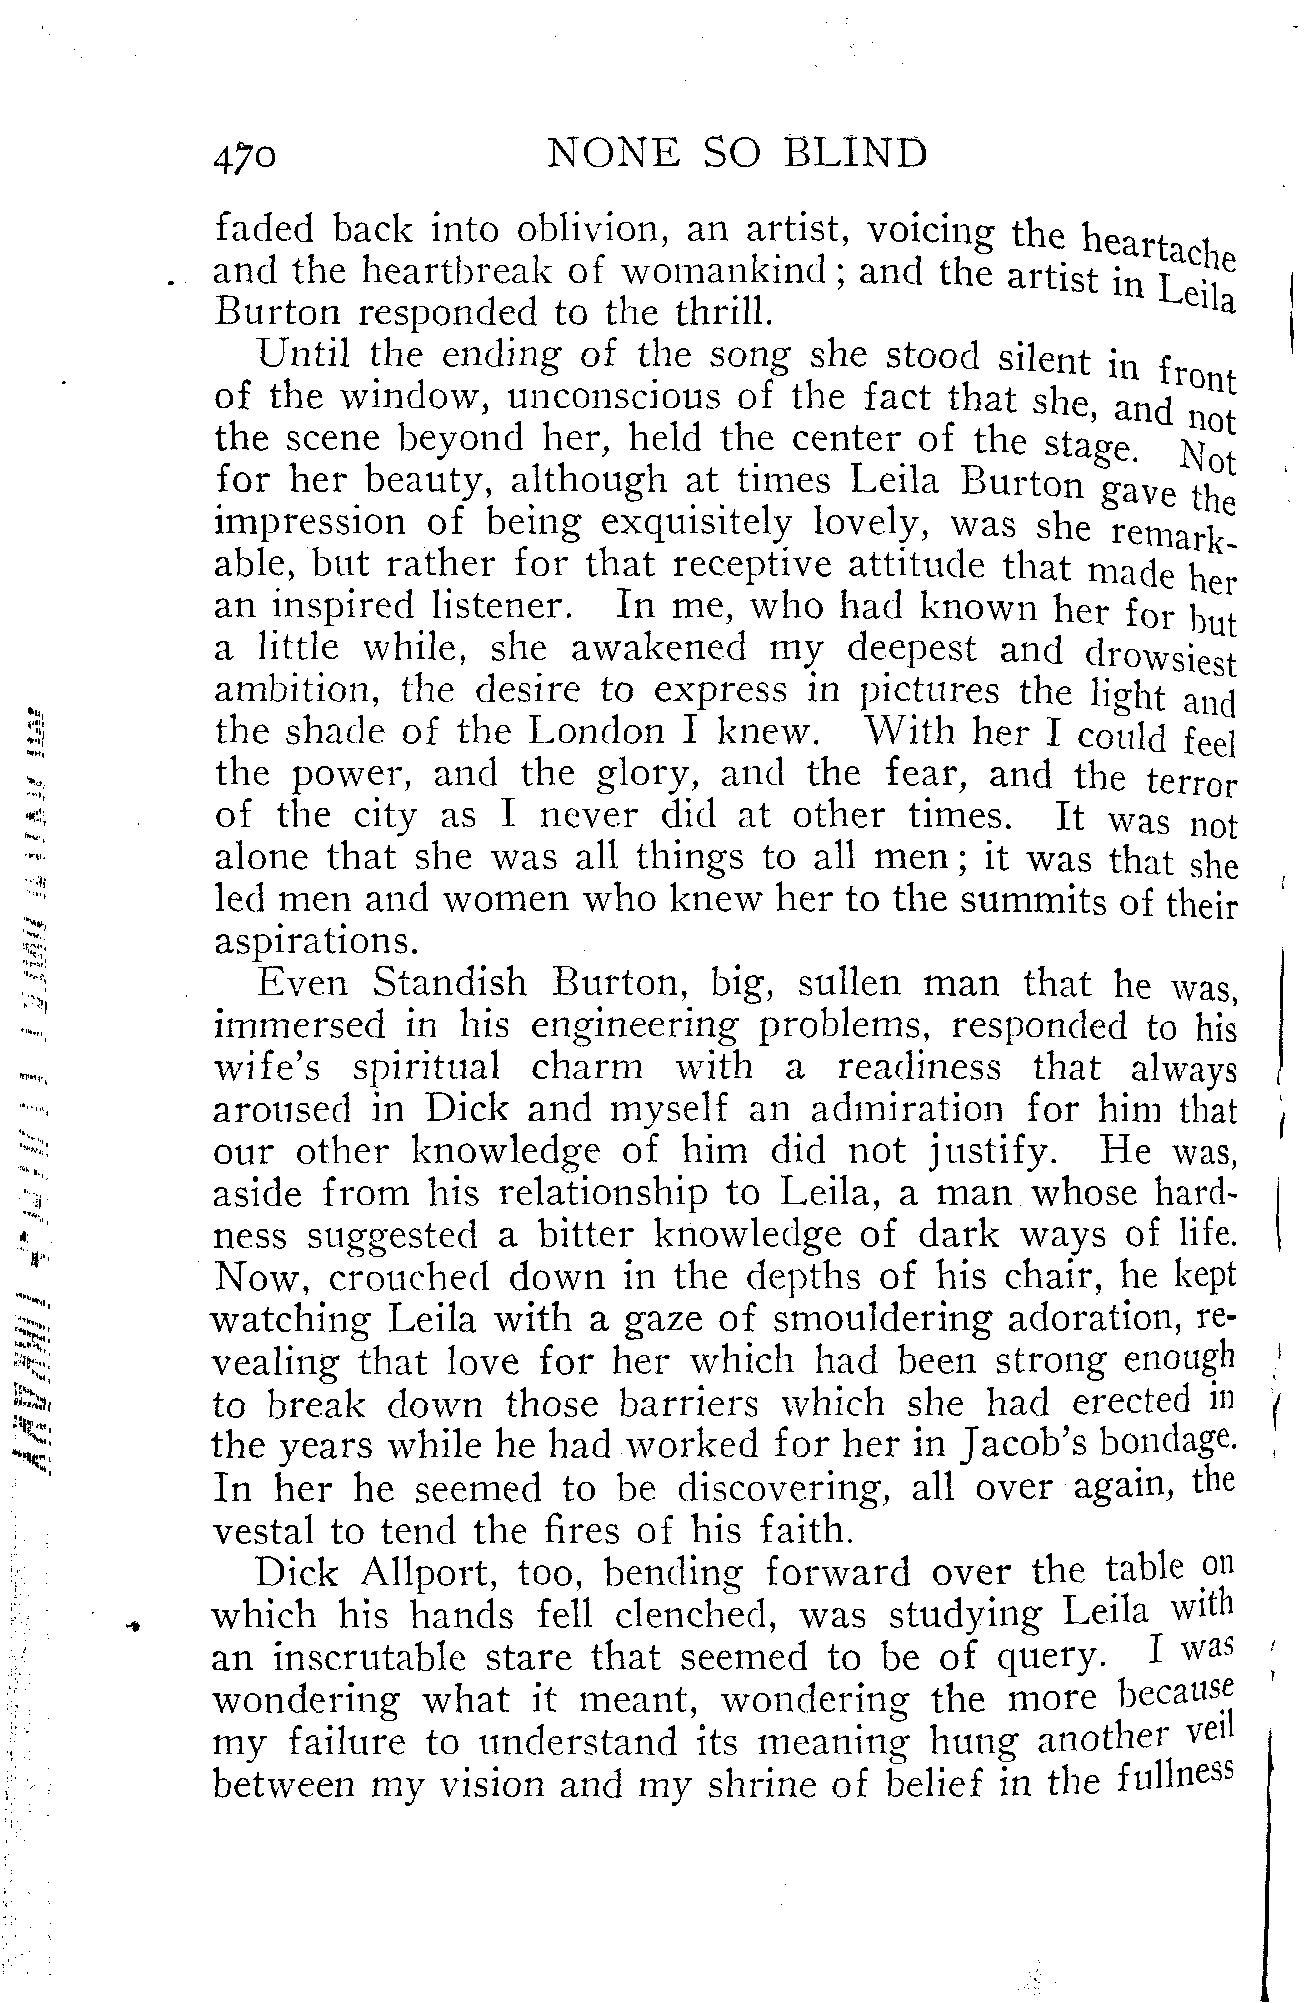 470 NONE SO BLIND
faded back into oblivion, an artist, voicing the heartache
and the heartbreak of womankind; and the artist in Leila
Burton responded to the thrill.
Until the ending of the song she stood silent in front
of the window, unconscious of the fact that she, and not
the scene beyond her, held the center of the stage. Not
for her beauty, although at times Leila Burton gave the
impression of being exquisitely lovely, was she remark-
able, but rather for that receptive attitude that made her
an inspired listener. In me, who had known her for but
a little while, she awakened my deepest and drowsiest
ambition, the desire to express in pictures the light and
the shade of the London I knew. With her I could feel
the power, and the glory, and the fear, and the terror
of the city as I never did at other times. It was not
alone that she was all things to all men; it was that she
led men and women who knew her to the summits of their
aspirations.
Even Standish Burton, big, sullen man that he was,
immersed in his engineering problems, responded to his
wife's spiritual charm with a readiness that always
aroused in Dick and myself an admiration for him that
our other knowledge of him did not justify. He was,
aside from his relationship to Leila, a man whose hard-
ness suggested a bitter knowledge of dark ways of life.
Now, crouched down in the depths of his chair, he kept
watching Leila with a gaze of smouldering adoration, re-
vealing that love for her which had been strong enough
to break down those barriers which she had erected in
the years while he had worked for her in Jacob's bondage.
In her he seemed to be discovering, all over again, the
vestal to tend the fires of his faith.
Dick Allport, too, bending forward over the table on
which his hands fell clenched, was studying Leila with
an inscrutable stare that seemed to be of query. I was
wondering what it meant, wondering the more because
my failure to understand its meaning hung another veil
between my vision and my shrine of belief in the fullness